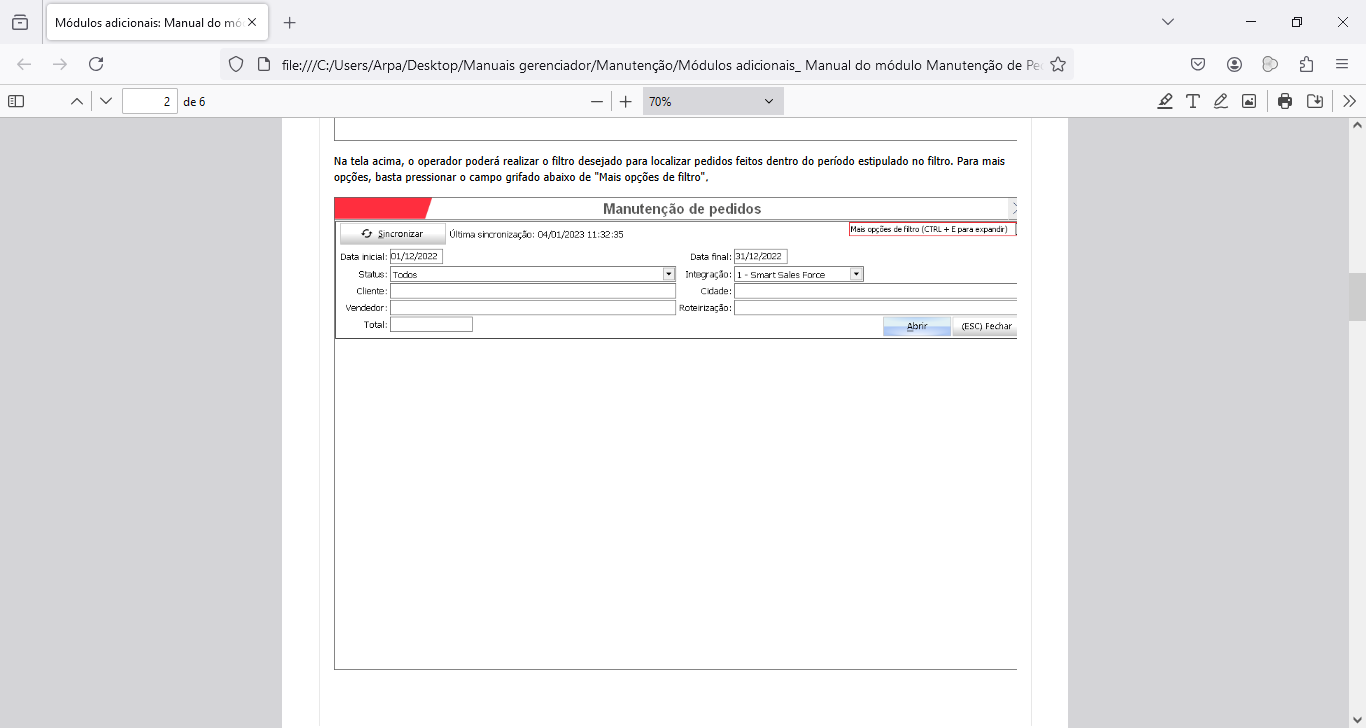 Módulos adicionais: Manual do mó
file:///C:/Users/Arpa/Desktop/Manuais gerenciador/Manutenção/Módulos adicionais_ Manual do módulo Manutenção de Pe
2 de 6
70%
Na tela acima, o operador poderá realizar o filtro desejado para localizar pedidos feitos dentro do período estipulado no filtro. Para mais
opções, basta pressionar o campo grifado abaixo de "Mais opções de filtro".
Manutenção de pedidos
Sincronizar Última sincronização: 04/01/2023 11:32:35 Mais opções de filtro (CTRL + E para expandir)
Data inicial: 01/12/2022 Data final: 31/12/2022
Status: Todos Integração: 1 - Smart Sales Force
Cliente: Cidade:
Vendedor: Roteirização:
Total: Abrir (ESC) Fechar